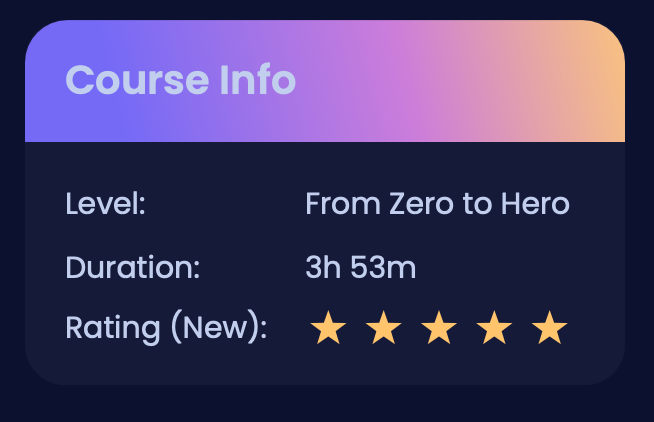 Course Info
Level: From Zero to Hero
Duration: 3h 53m
Rating (New): ★ ★ ★ ★ ★